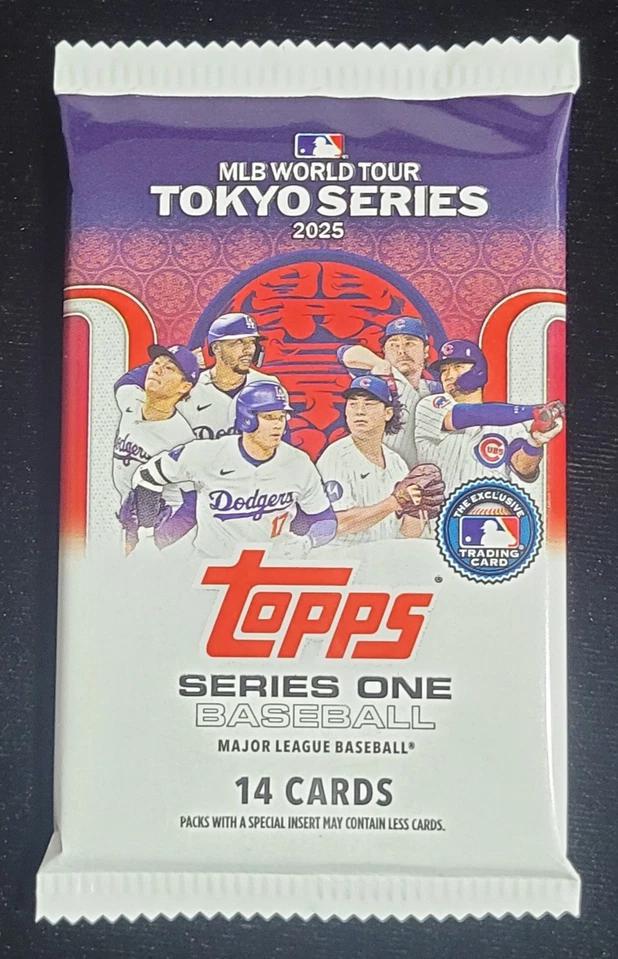 MLB WORLD TOUR
TOKYO SERIES
2025
Dodgers
Dodgers
17
CUBS
THE EXCLUSIVE
TRADING
CARD
TOPPS®
SERIES ONE
BASEBALL
MAJOR LEAGUE BASEBALL®
14 CARDS
PACKS WITH A SPECIAL INSERT MAY CONTAIN LESS CARDS.